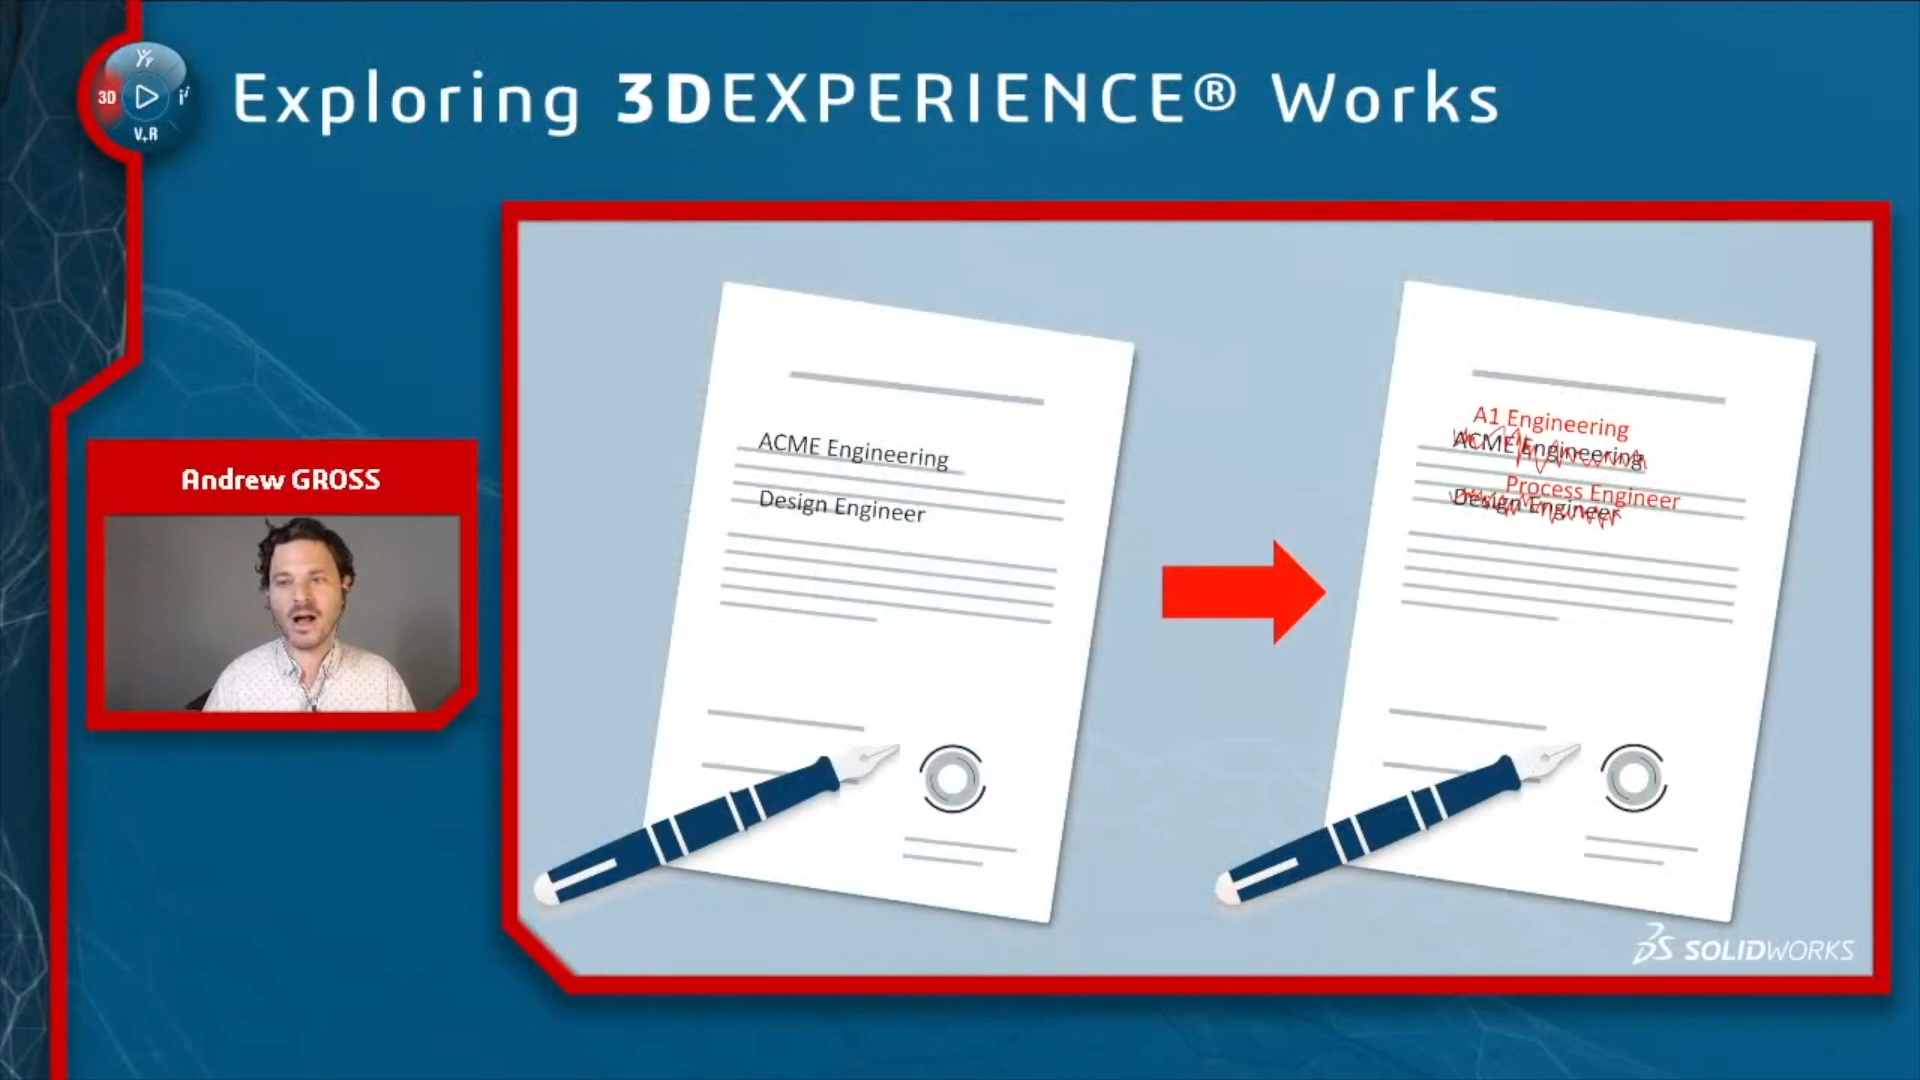 Exploring 3DEXPERIENCE® Works
3D
V+R
Andrew GROSS
ACME Engineering
Design Engineer
A1 Engineering
ACME Engineering
Process Engineer
Design Engineer
SOLIDWORKS